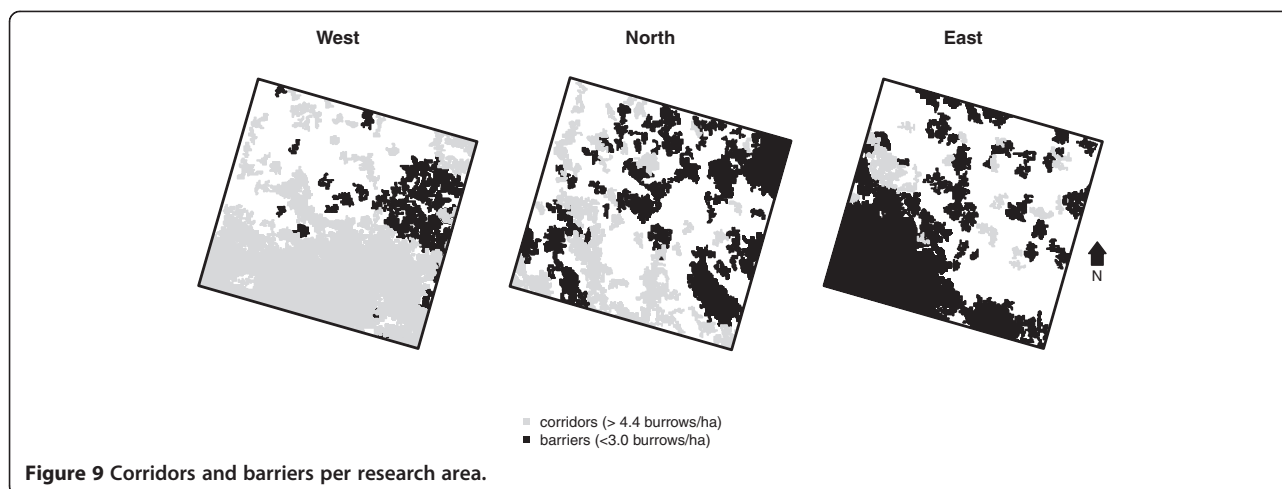 West
North
East
N
corridors (> 4.4 burrows/ha)
barriers (<3.0 burrows/ha)
Figure 9 Corridors and barriers per research area.